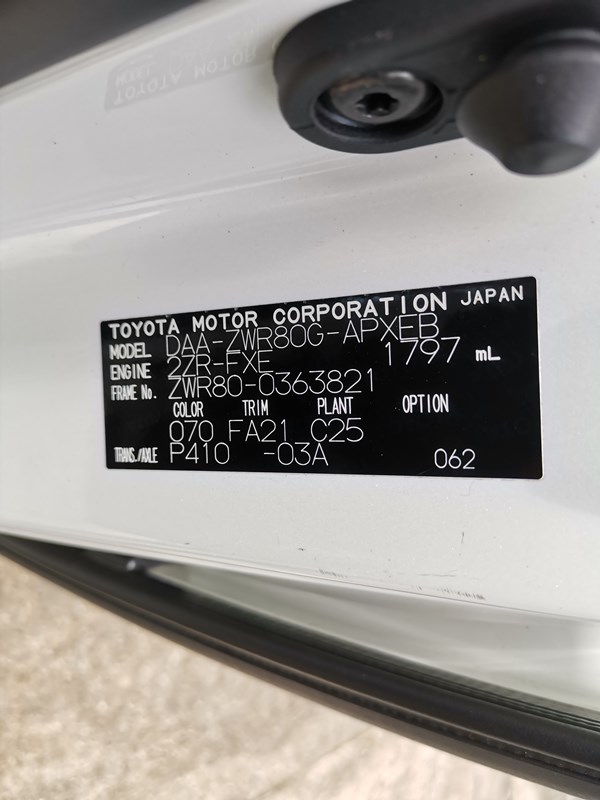 TOYOTA MOTOR CORPORATION JAPAN
MODEL DAA-ZWR80G-APXEB
ENGINE 2ZR-FXE 1797 mL
FRAME No. ZWR80-0363821
COLOR TRIM PLANT OPTION
070 FA21 C25
TRANS./AXLE P410 -03A 062